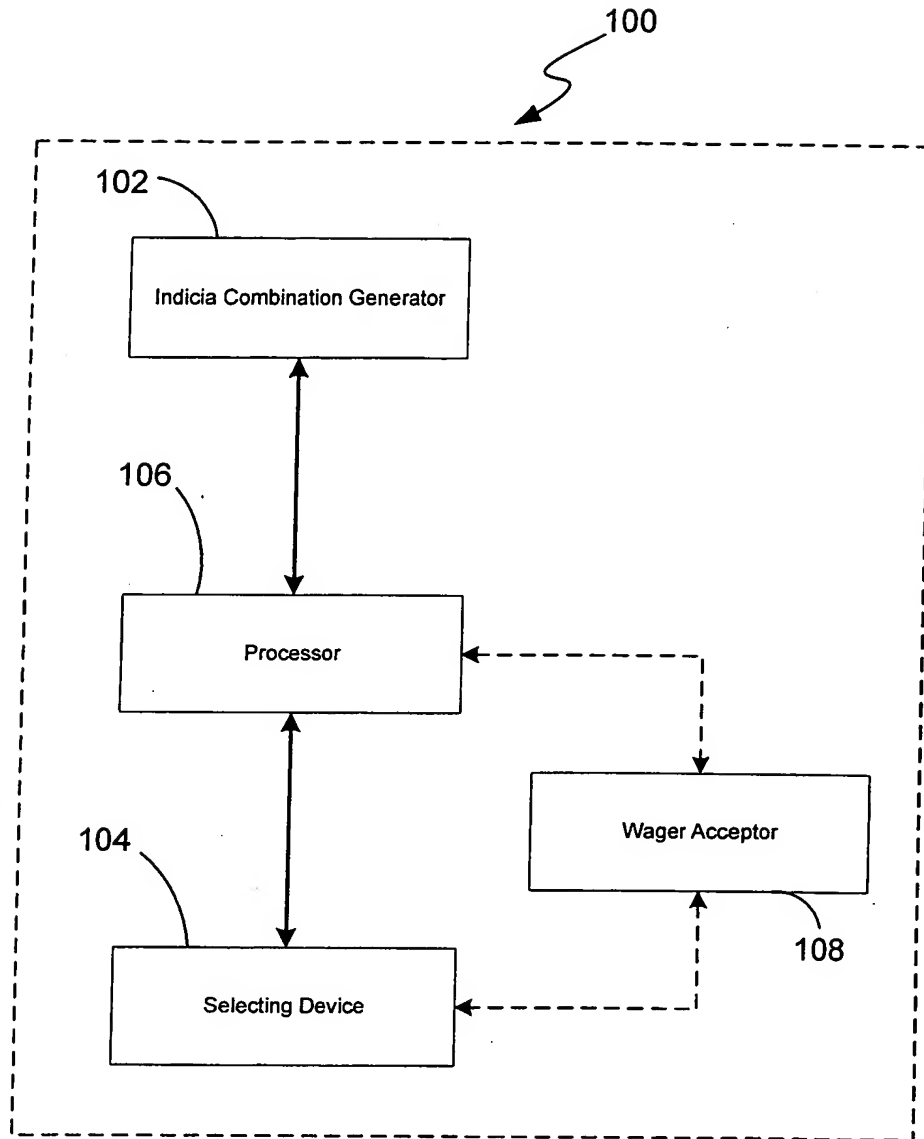 100
102
Indicia Combination Generator
106
Processor
Wager Acceptor
104
108
Selecting Device